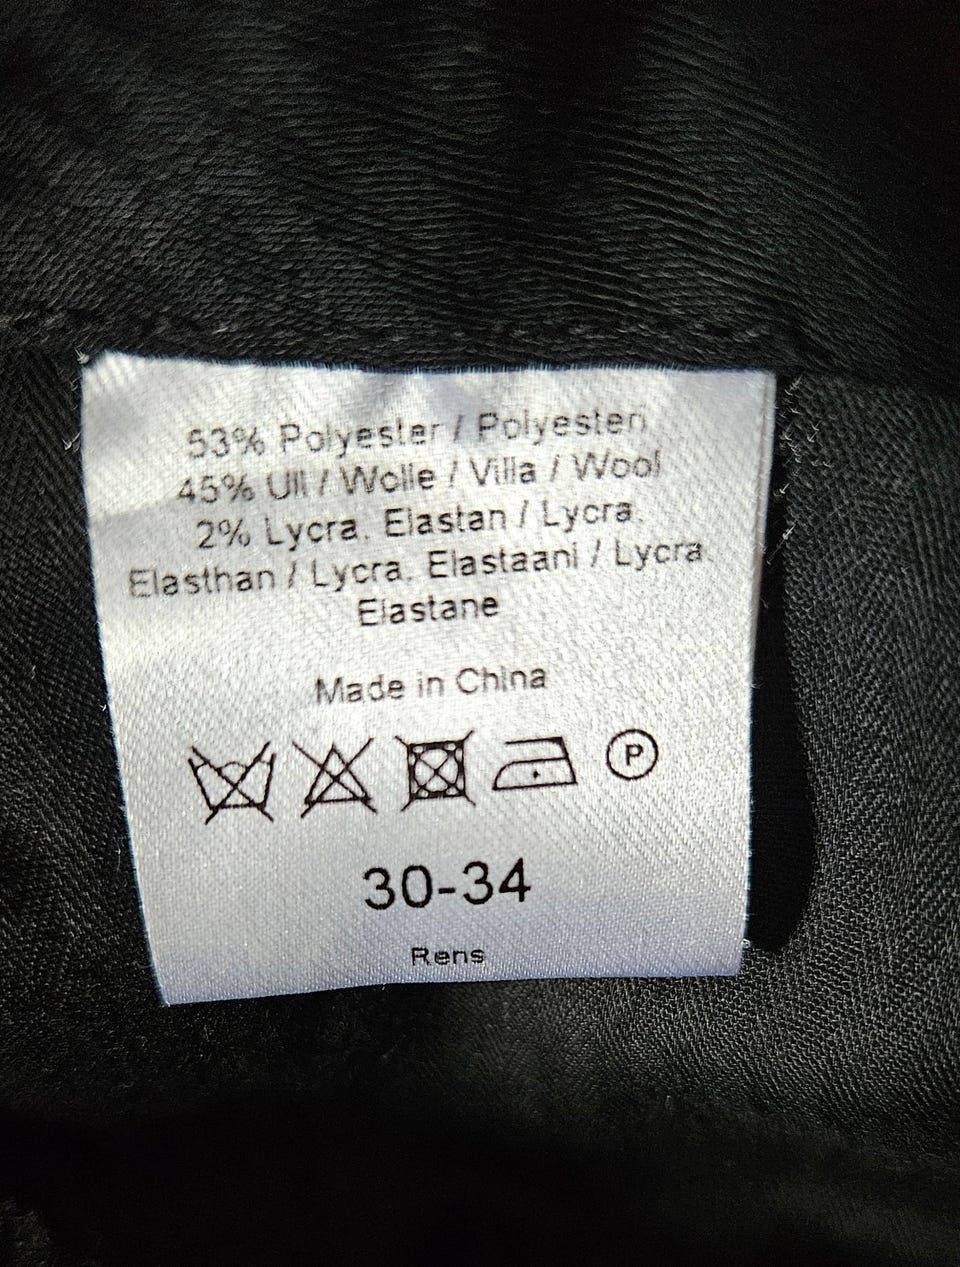 53% Polyester / Polyesteri
45% Ull / Wolle / Villa / Wool
2% Lycra, Elastan / Lycra,
Elasthan / Lycra, Elastaani / Lycra,
Elastane
Made in China
P
30-34
Rens